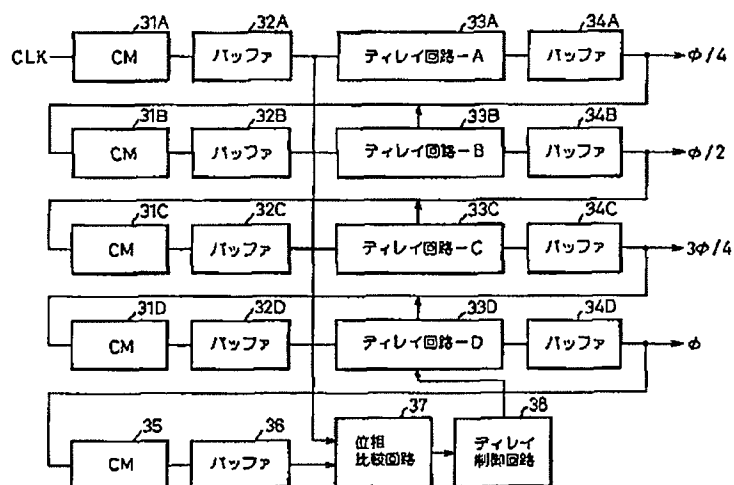 31A 32A 33A 34A
CLK CM バッファ ディレイ回路-A バッファ φ/4
31B 32B 33B 34B
CM バッファ ディレイ回路-B バッファ φ/2
31C 32C 33C 34C
CM バッファ ディレイ回路-C バッファ 3φ/4
31D 32D 33D 34D
CM バッファ ディレイ回路-D バッファ φ
35 36 37 38
CM バッファ 位相 ディレイ
比較回路 制御回路